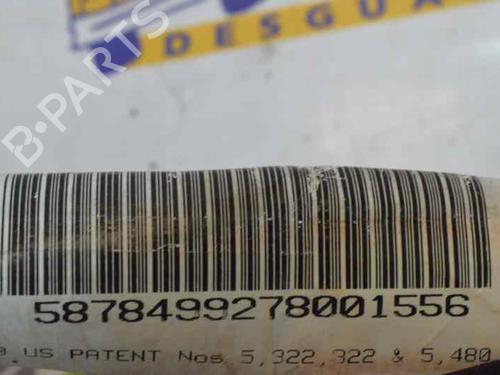 DESGUA
B-PARTS
5878499278001556
.US PATENT Nos 5,322,322 & 5,480